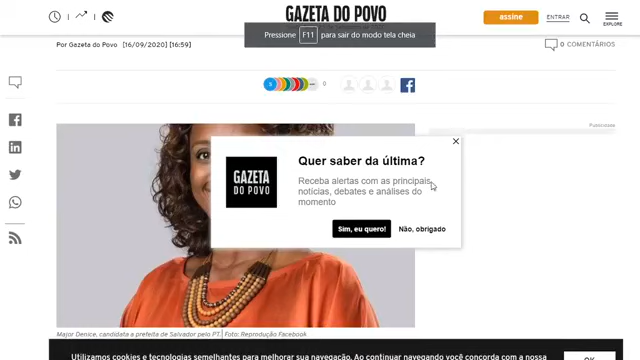 GAZETA DO POVO
assine
ENTRAR
EXPLORE
Pressione F11 para sair do modo tela cheia
Por Gazeta do Povo [16/09/2020] [16:59]
0 COMENTÁRIOS
5
0
Publicidade
Quer saber da última?
GAZETA
DO POVO
Receba alertas com as principais
notícias, debates e análises do
momento
Sim, eu quero!
Não, obrigado
Major Denice, candidata a prefeita de Salvador pelo PT. Foto: Reprodução Facebook
Utilizamos cookies e tecnologias semelhantes para melhorar sua navegação. Ao continuar navegando você concorda com a nossa
OK